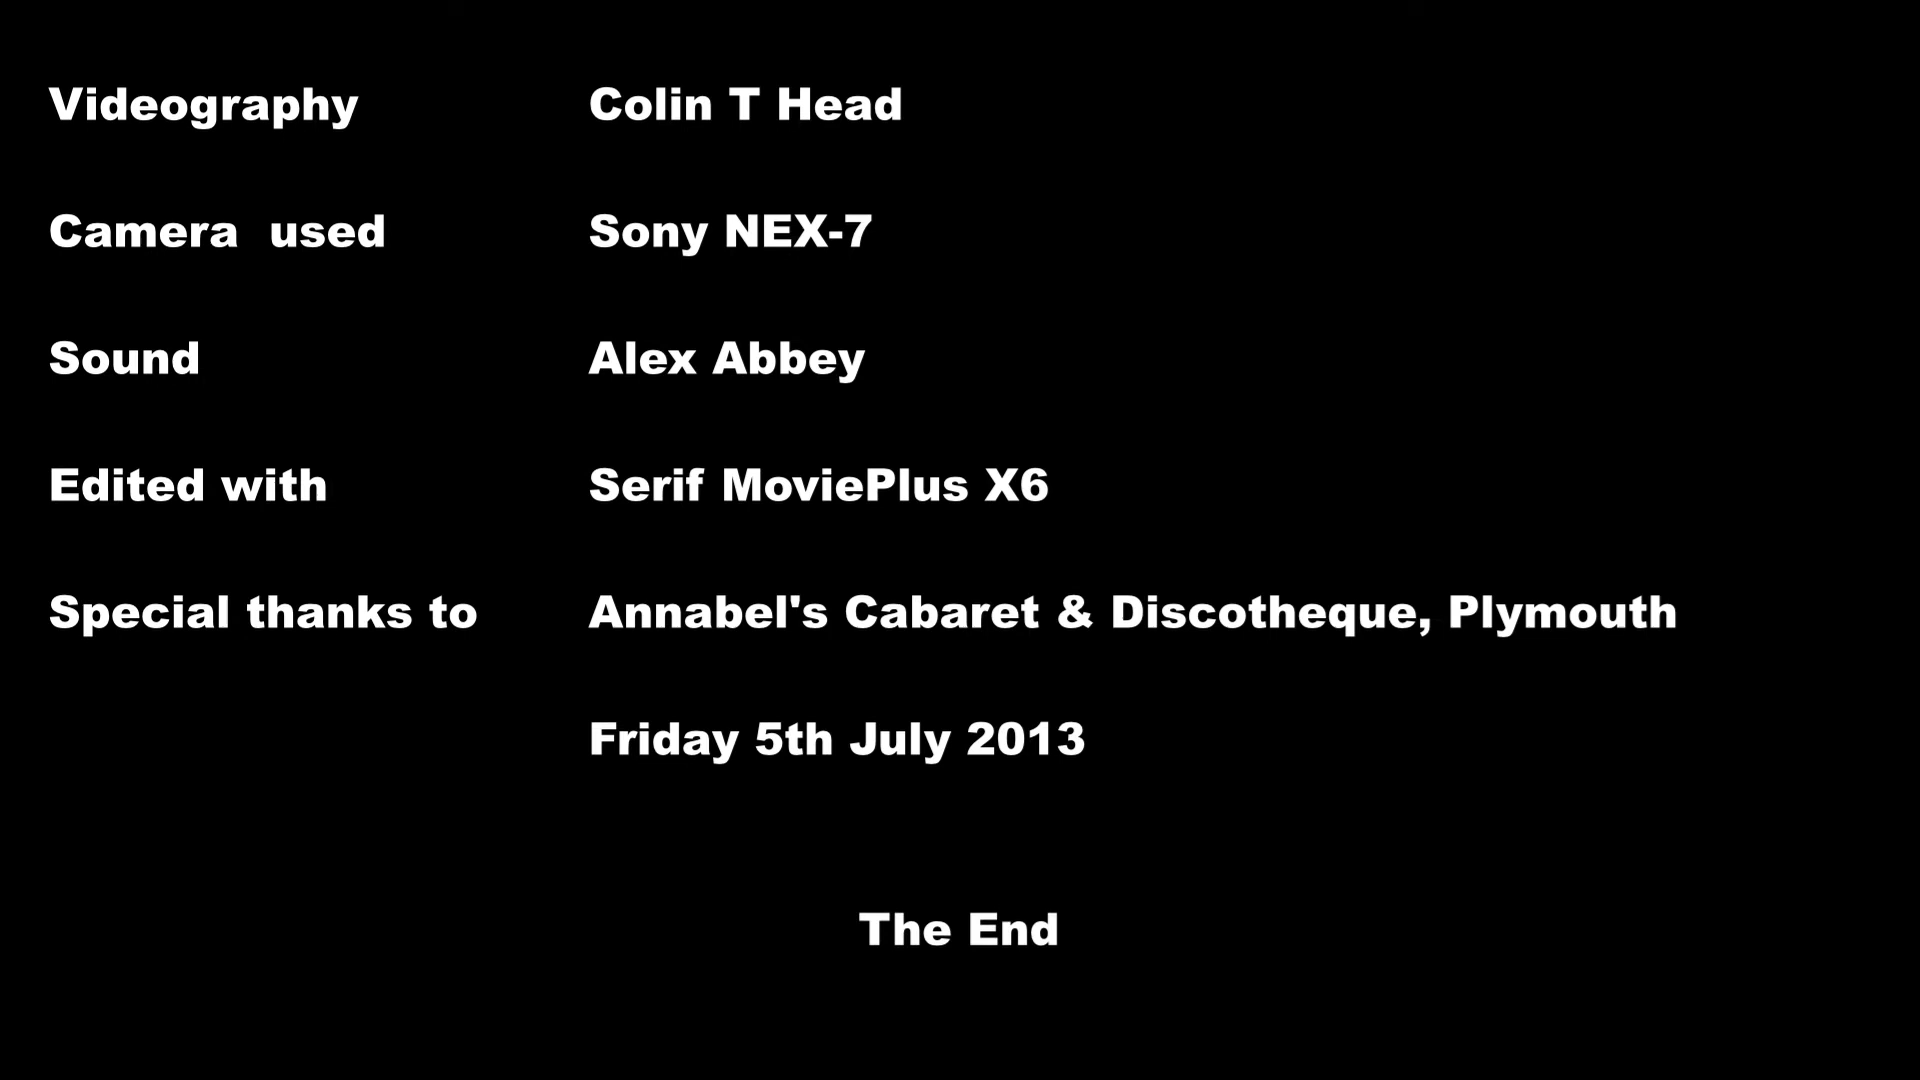 Videography Colin T Head
Camera used Sony NEX-7
Sound Alex Abbey
Edited with Serif MoviePlus X6
Special thanks to Annabel's Cabaret & Discotheque, Plymouth
Friday 5th July 2013
The End